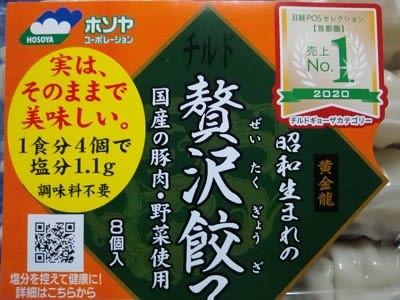 HOSOYA
ホソヤ
コーポレーション
実は、
そのままで
美味しい。
1食分4個で
塩分1.1g
調味料不要
塩分を控えて健康に!
詳細はこちらから
チルド
贅沢餃子
ぜいたくぎょうざ
国産の豚肉・野菜使用
8個入
昭和生まれの
黄金龍
日経POSセレクション
【首都圏】
売上
No.1
2020
チルドギョーザカテゴリー